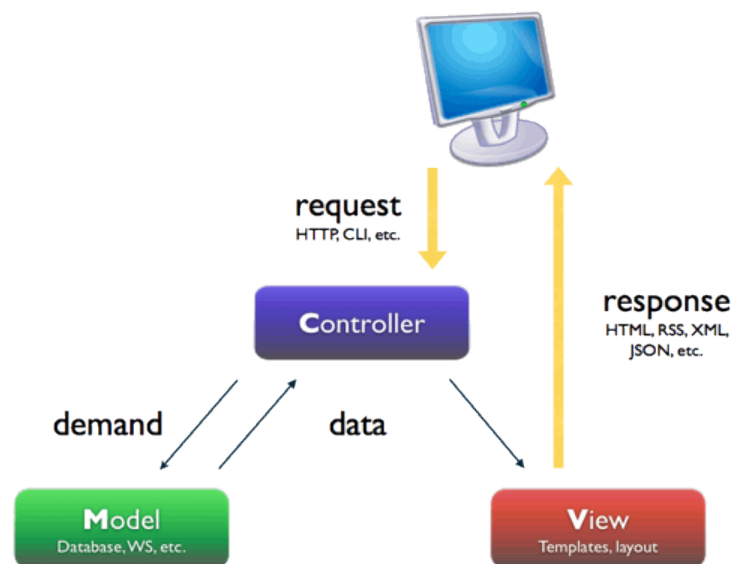 request
HTTP, CLI, etc.
Controller
response
HTML, RSS, XML,
JSON, etc.
demand
data
Model
Database, WS, etc.
View
Templates, layout